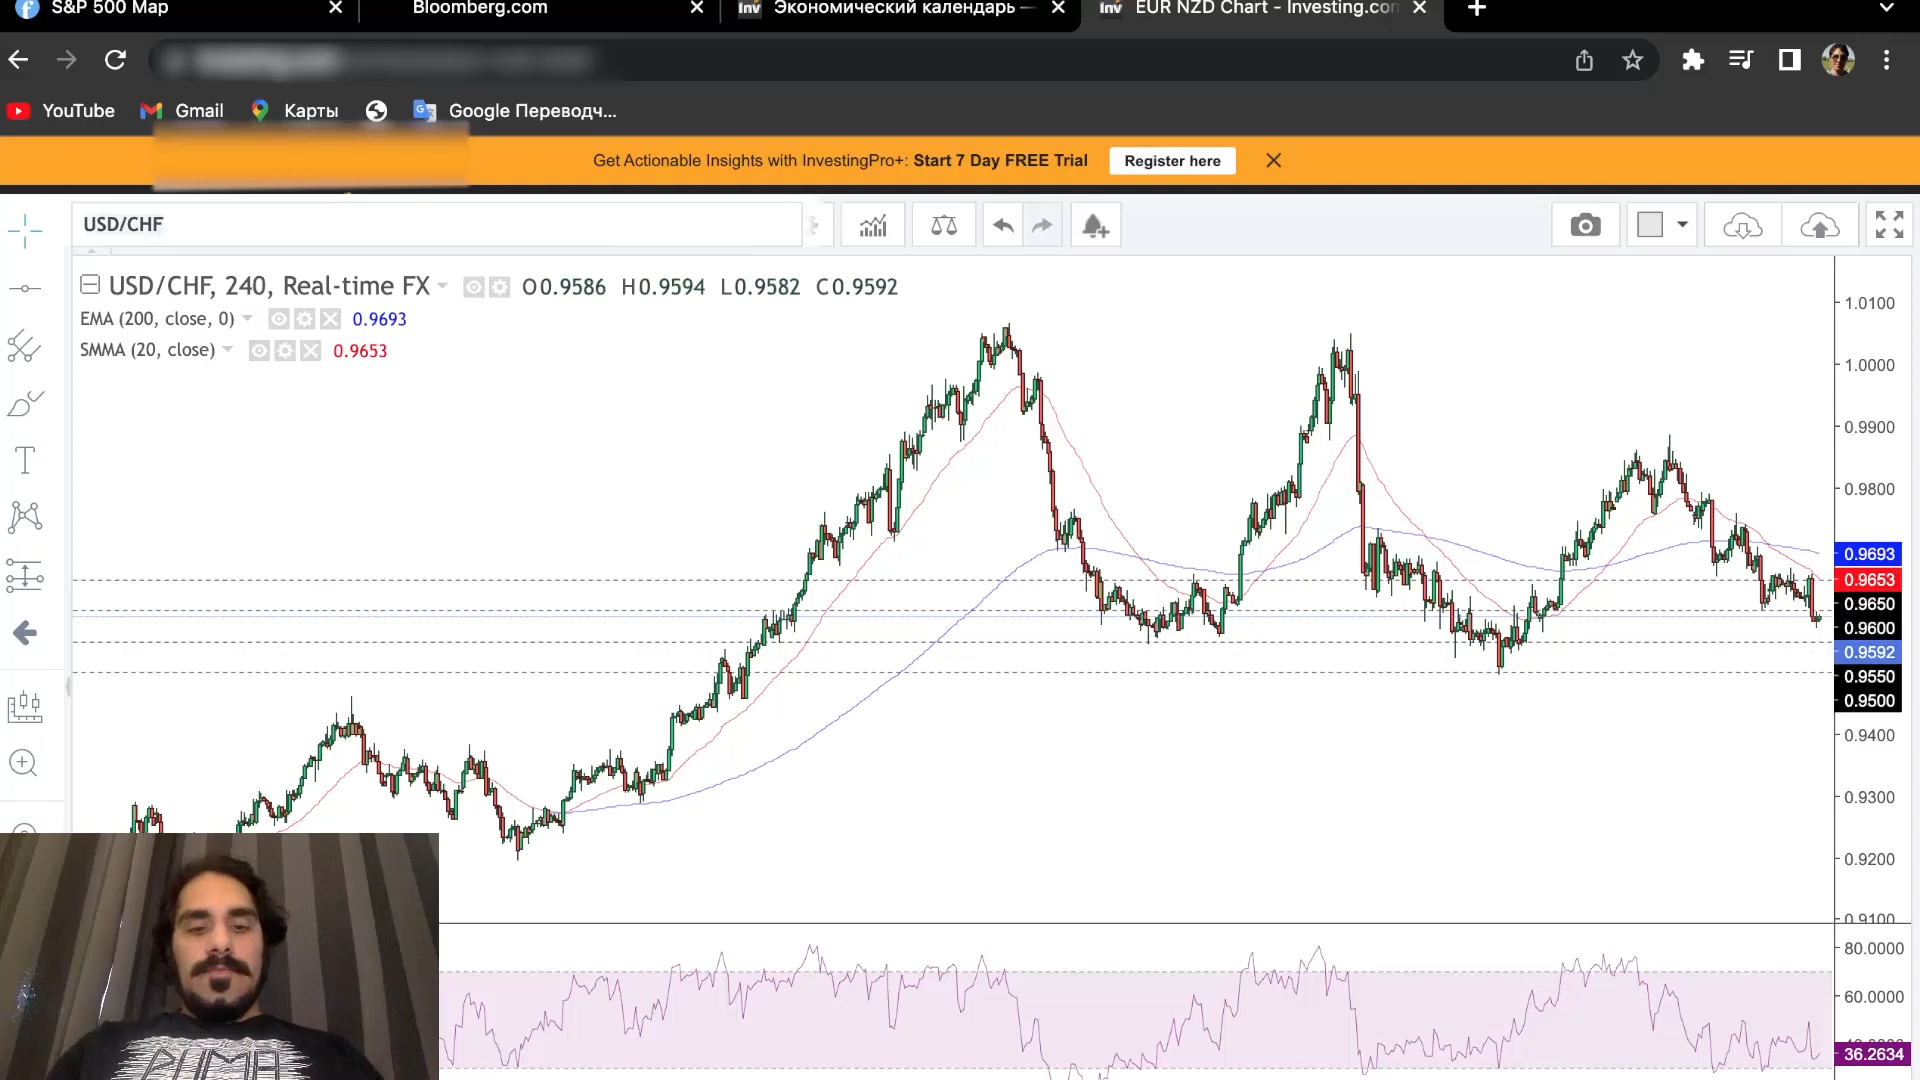 S&P 500 Map
Bloomberg.com
Inv Экономический календарь —
Inv EUR NZD Chart - Investing.con
YouTube
Gmail
Карты
Google Переводч...
Get Actionable Insights with InvestingPro+: Start 7 Day FREE Trial
Register here
USD/CHF
USD/CHF, 240, Real-time FX
O0.9586 H0.9594 L0.9582 C0.9592
EMA (200, close, 0)
0.9693
SMMA (20, close)
0.9653
1.0100
1.0000
0.9900
0.9800
0.9693
0.9653
0.9650
0.9600
0.9592
0.9550
0.9500
0.9400
0.9300
0.9200
0.9100
80.0000
60.0000
36.2634
PUMA